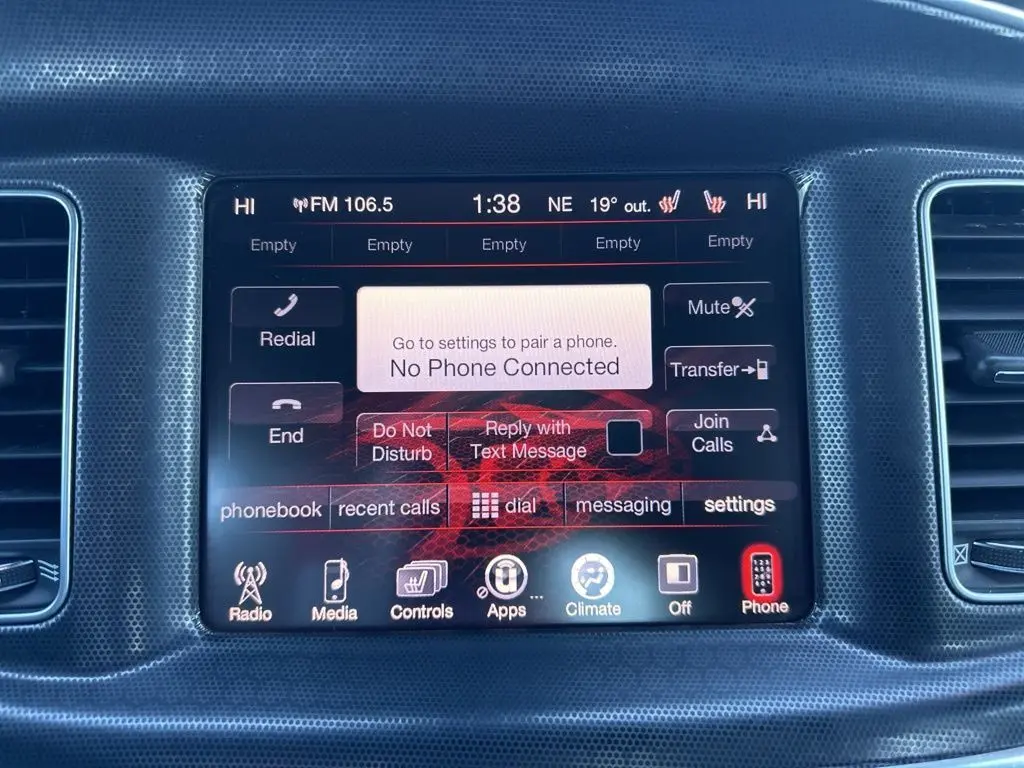 HI FM 106.5 1:38 NE 19° out. HI
Empty Empty Empty Empty Empty
Redial
Go to settings to pair a phone.
No Phone Connected
Mute
Transfer
End
Do Not
Disturb
Reply with
Text Message
Join
Calls
phonebook recent calls dial messaging settings
Radio Media Controls Apps ... Climate Off Phone